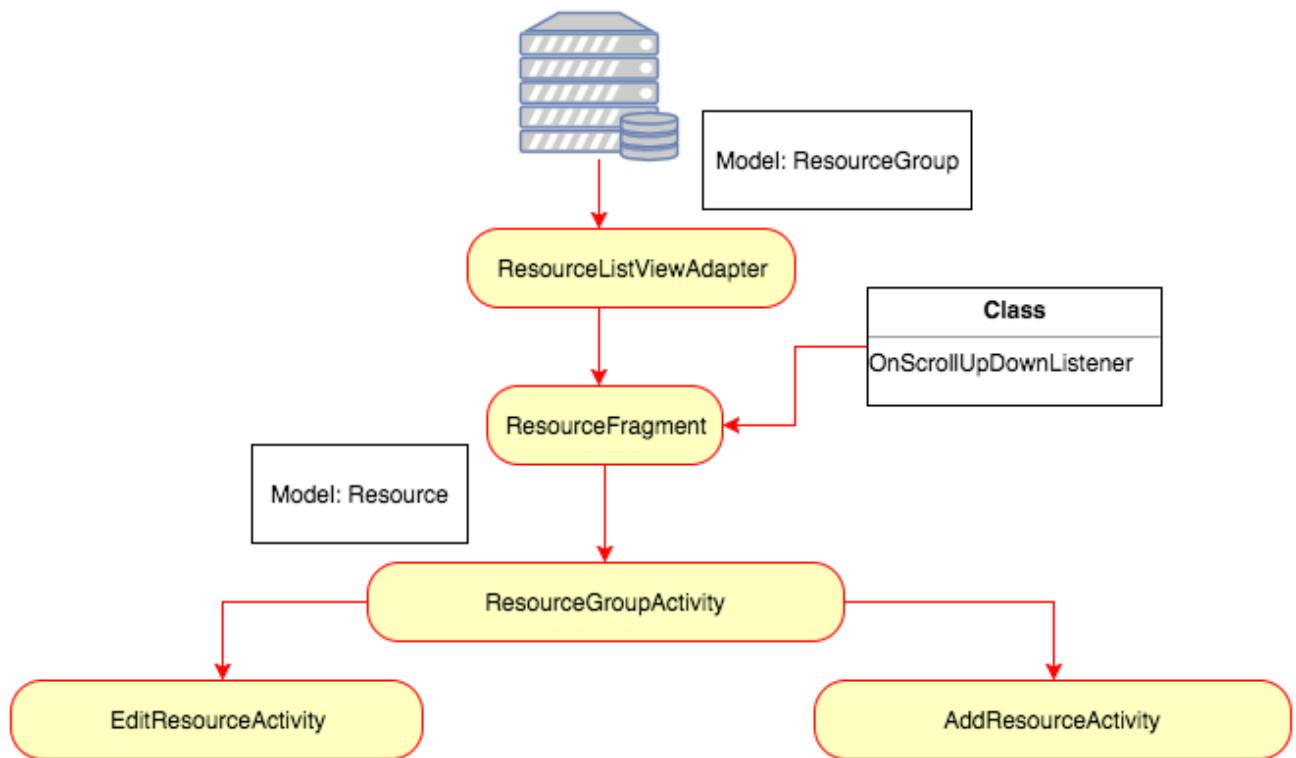 Model: ResourceGroup
ResourceListViewAdapter
Class
OnScrollUpDownListener
ResourceFragment
Model: Resource
ResourceGroupActivity
EditResourceActivity
AddResourceActivity